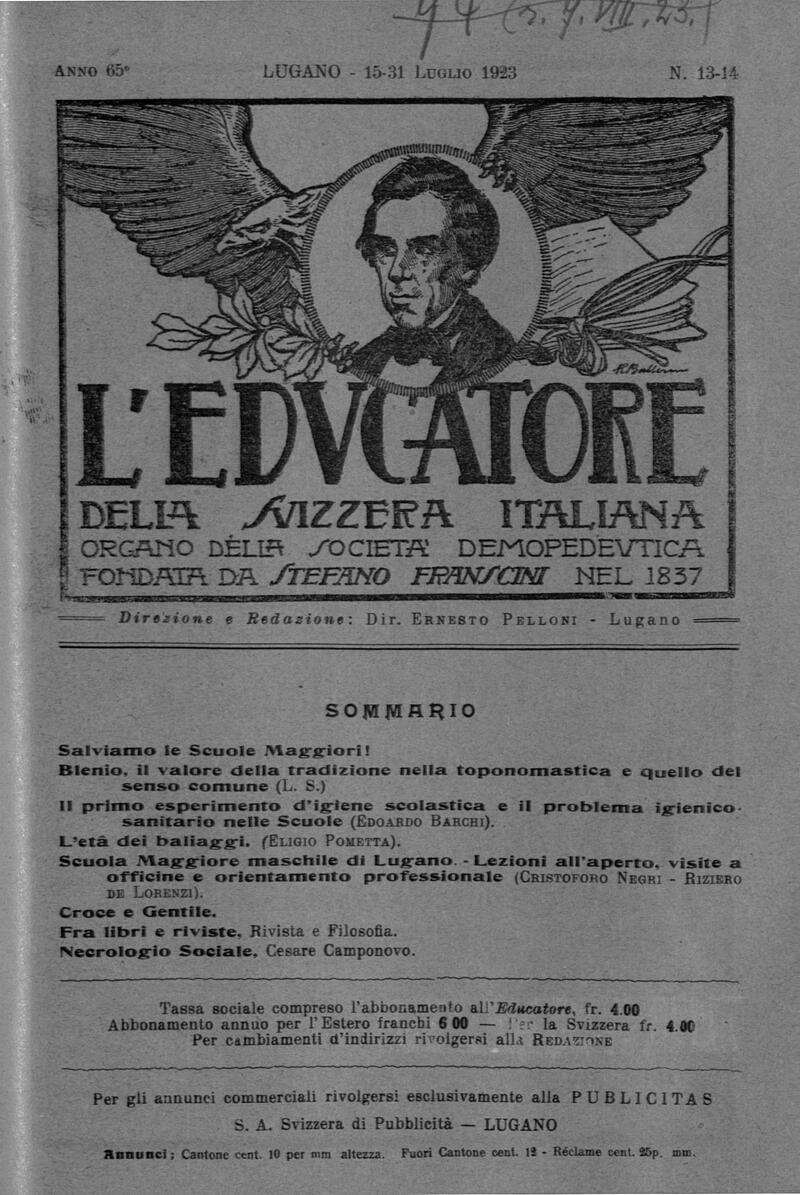 ANNO 65° LUGANO - 15-31 LUGLIO 1923 N. 13-14
L'EDVCATORE
DELLA SVIZZERA ITALIANA
ORGANO DELLA SOCIETA' DEMOPEDEVTICA
FONDATA DA STEFANO FRANSCINI NEL 1837
Direzione e Redazione: Dir. ERNESTO PELLONI - Lugano
SOMMARIO
Salviamo le Scuole Maggiori!
Blenio, il valore della tradizione nella toponomastica e quello del
senso comune (L. S.)
Il primo esperimento d'igiene scolastica e il problema igienico-
sanitario nelle Scuole (EDOARDO BARCHI).
L'età dei baliaggi. (ELIGIO POMETTA).
Scuola Maggiore maschile di Lugano. - Lezioni all'aperto, visite a
officine e orientamento professionale (CRISTOFORO NEGRI - RIZIERO
DE LORENZI).
Croce e Gentile.
Fra libri e riviste, Rivista e Filosofia.
Necrologio Sociale, Cesare Camponovo.
Tassa sociale compreso l'abbonamento all'Educatore, fr. 4.00
Abbonamento annuo per l'Estero franchi 6 00 — Per la Svizzera fr. 4.00
Per cambiamenti d'indirizzi rivolgersi alla REDAZIONE
Per gli annunci commerciali rivolgersi esclusivamente alla PUBLICITAS
S. A. Svizzera di Pubblicità — LUGANO
Annunci: Cantone cent. 10 per mm altezza. Fuori Cantone cent. 12 - Réclame cent. 25p. mm.